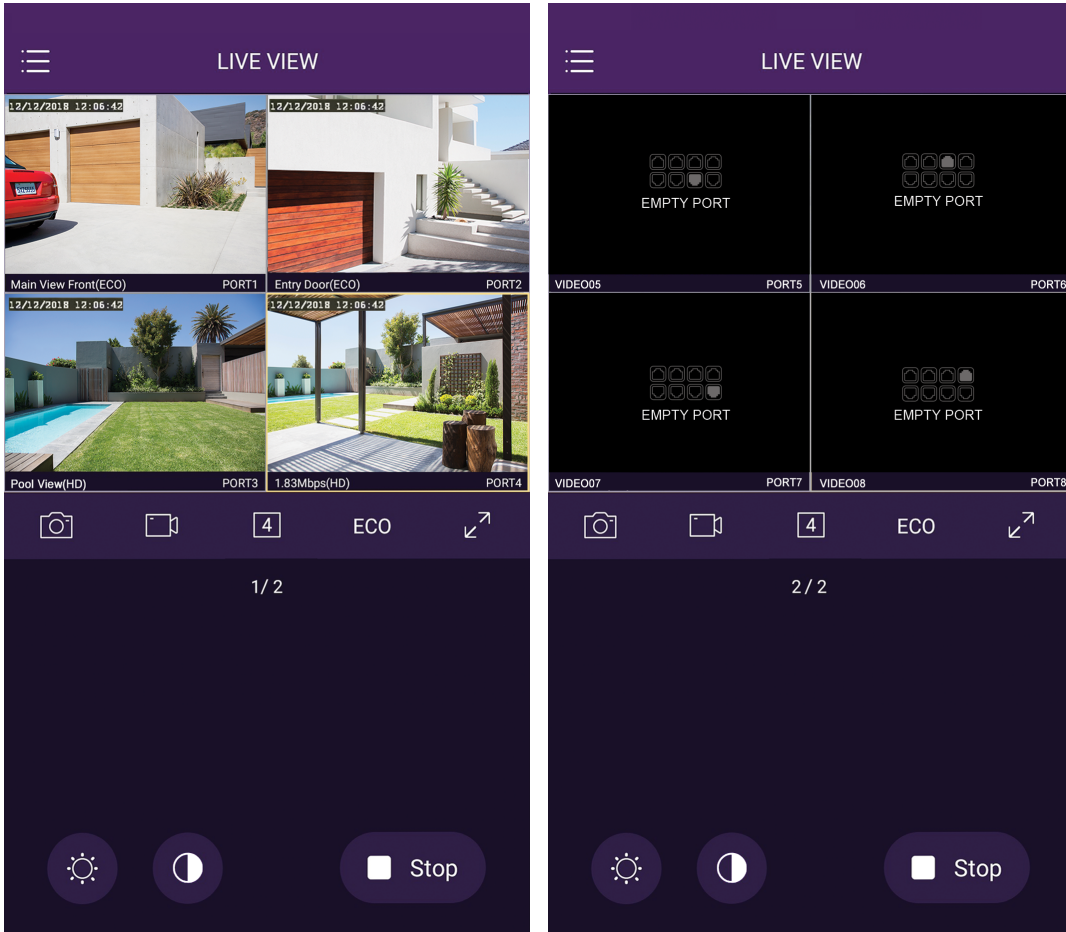 LIVE VIEW
12/12/2018 12:06:42
12/12/2018 12:06:42
Main View Front(ECO) PORT1
Entry Door(ECO) PORT2
12/12/2018 12:06:42
12/12/2018 12:06:42
Pool View(HD) PORT3
1.83Mbps(HD) PORT4
4
ECO
1/ 2
Stop
LIVE VIEW
EMPTY PORT
EMPTY PORT
VIDEO05 PORT5
VIDEO06 PORT6
EMPTY PORT
EMPTY PORT
VIDEO07 PORT7
VIDEO08 PORT8
4
ECO
2 / 2
Stop